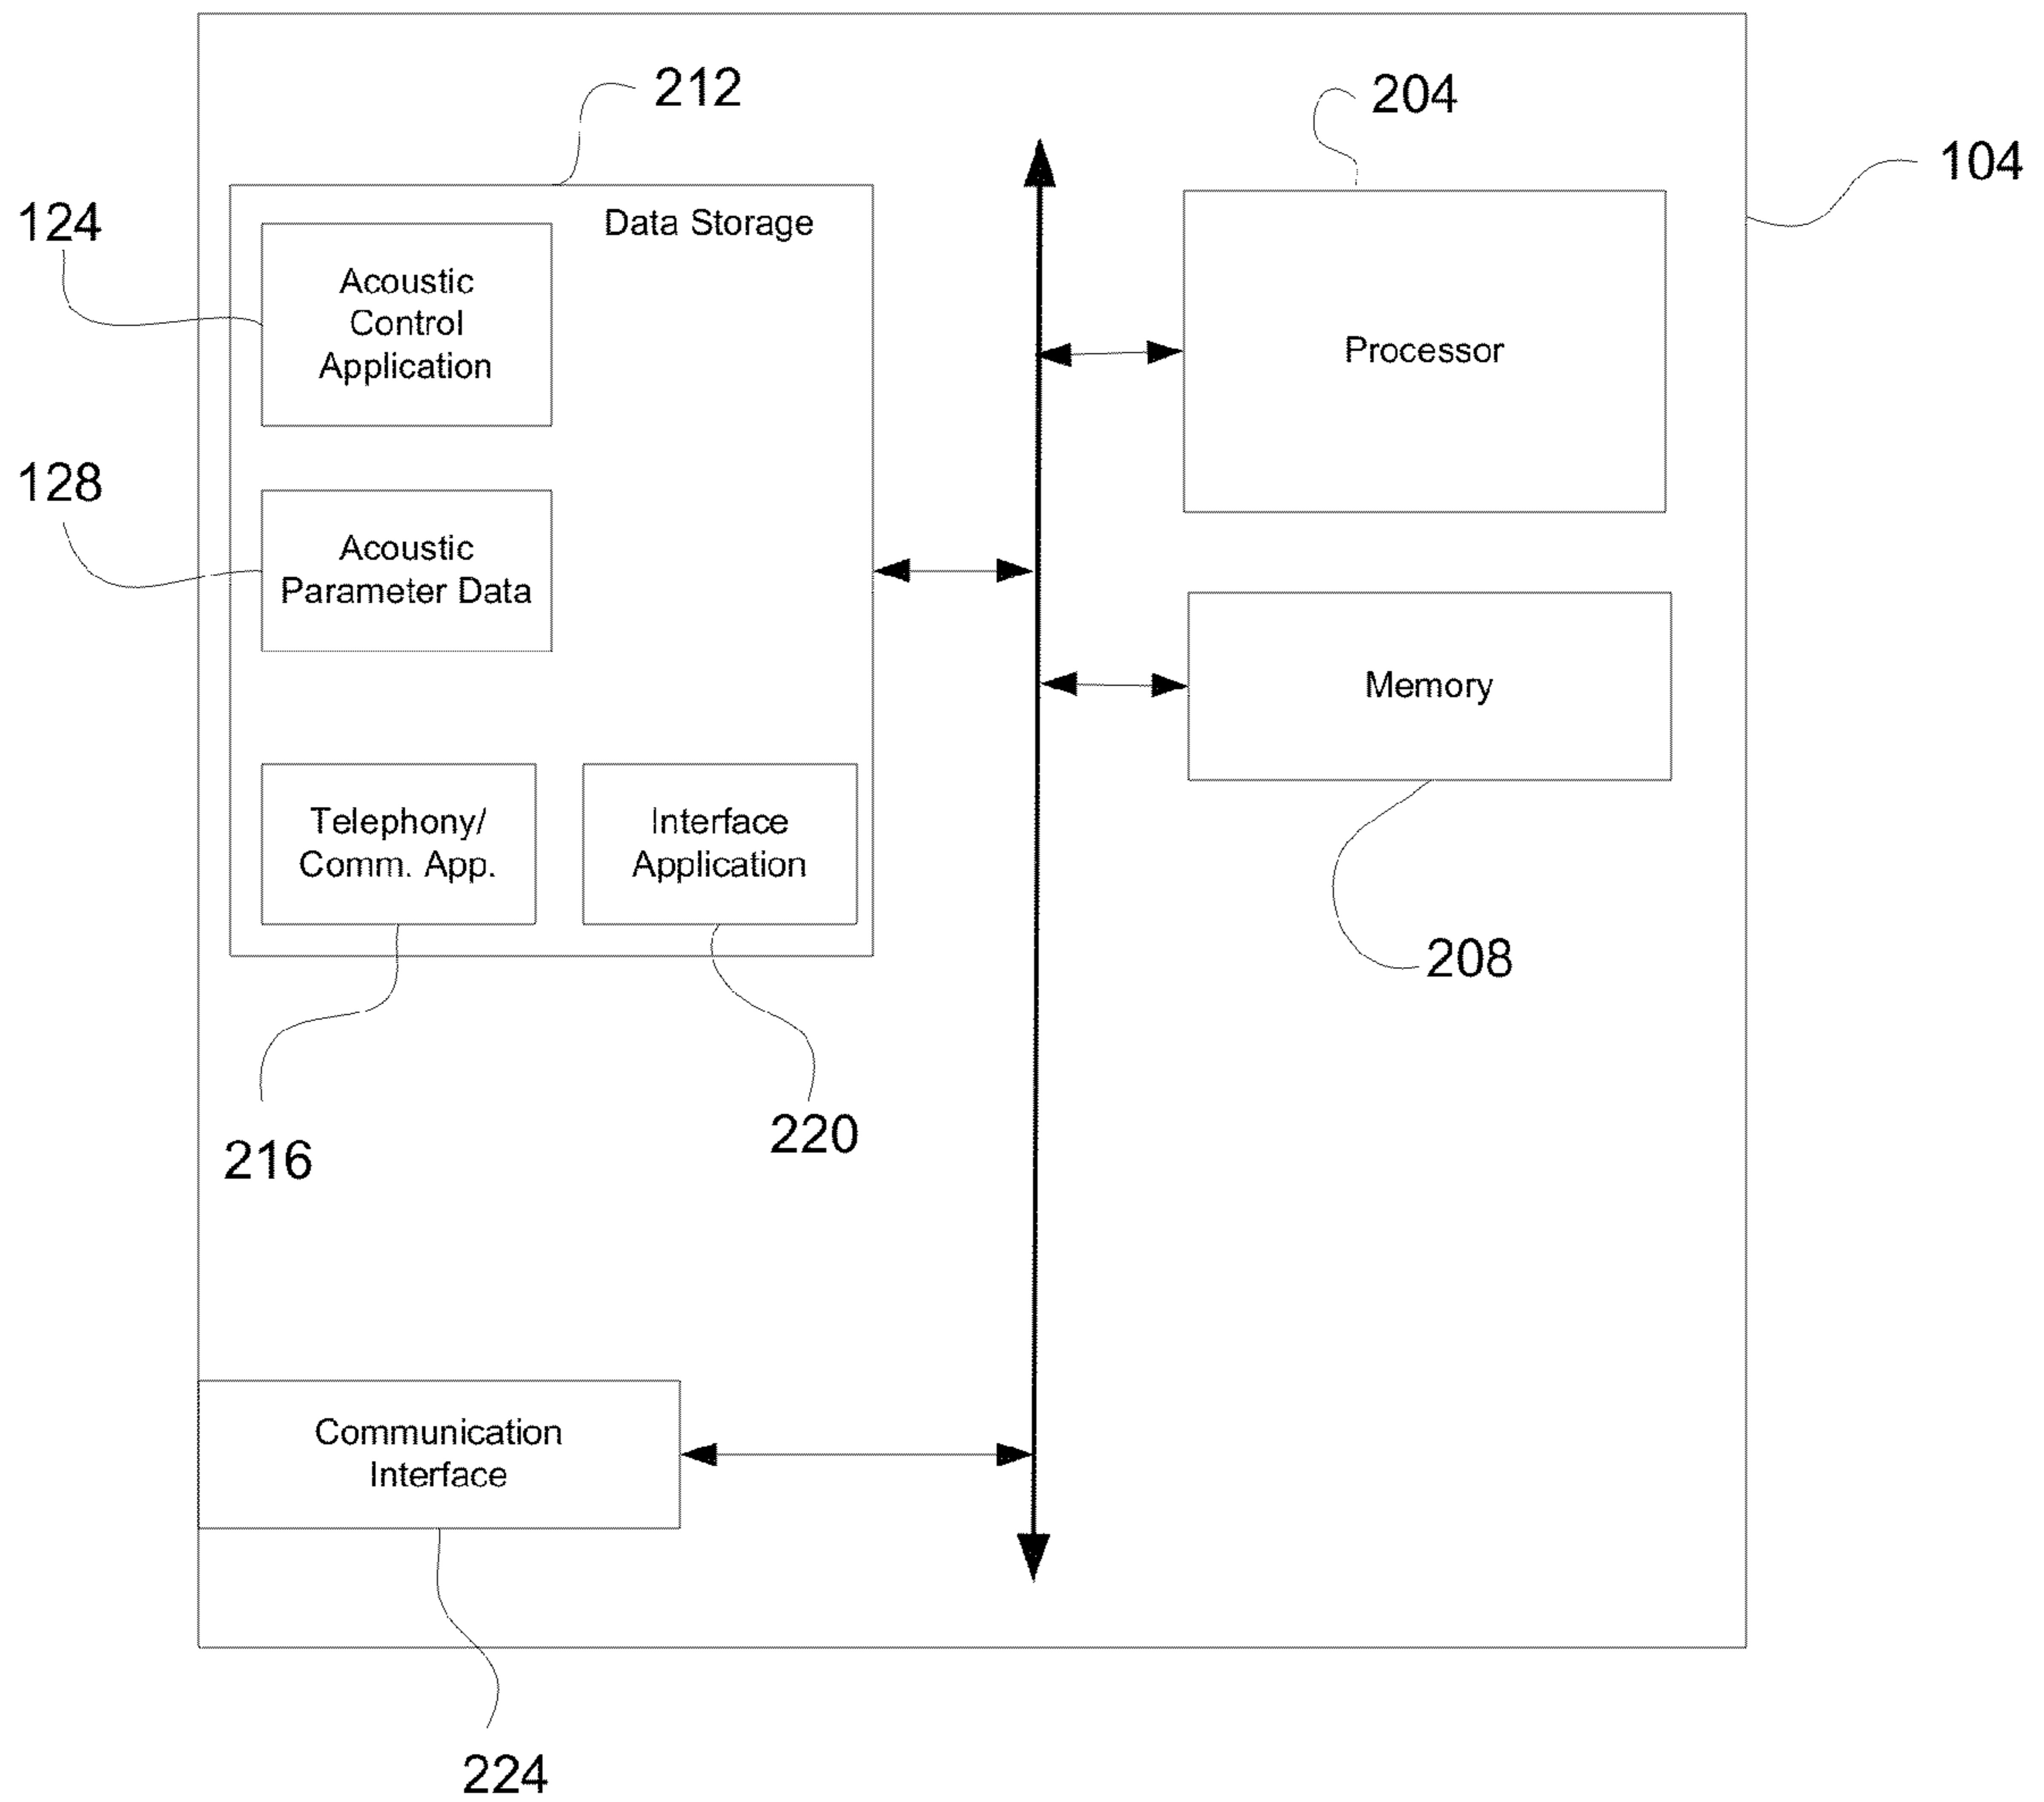 212
204
104
124
Data Storage
Acoustic
Control
Application
Processor
128
Acoustic
Parameter Data
Memory
Telephony/
Comm. App.
Interface
Application
208
216
220
Communication
Interface
224